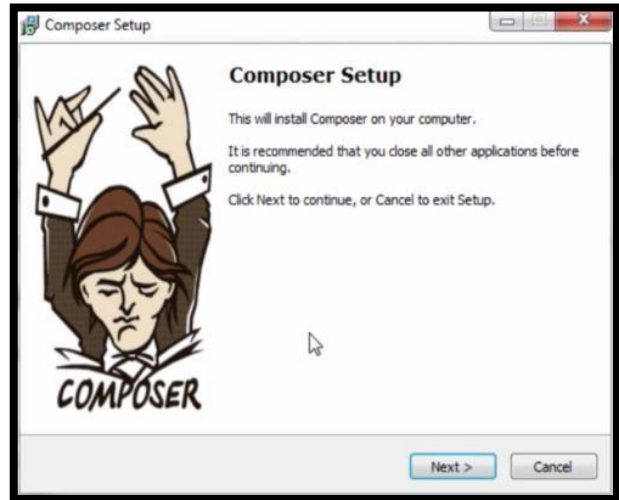 Composer Setup
Composer Setup
This will install Composer on your computer.
It is recommended that you close all other applications before
continuing.
Click Next to continue, or Cancel to exit Setup.
COMPOSER
Next >
Cancel